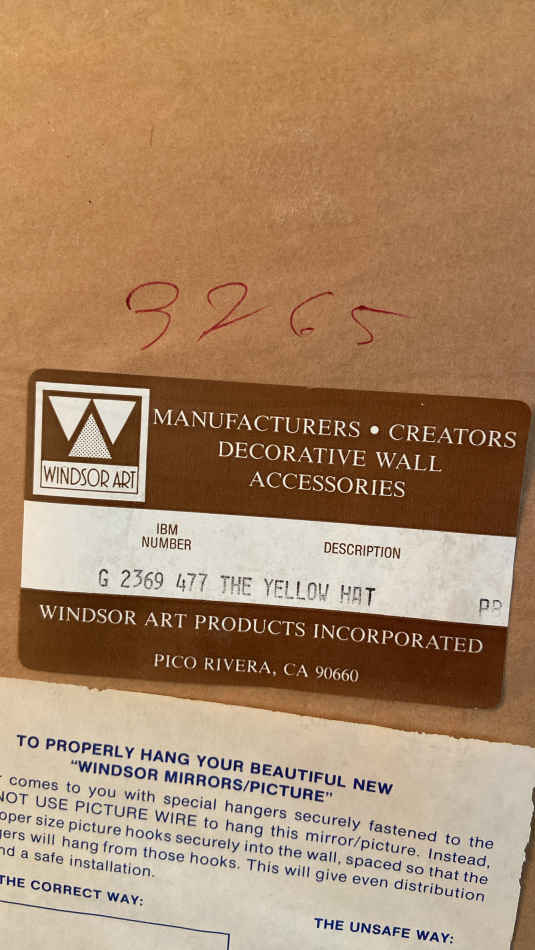 3265
MANUFACTURERS • CREATORS
DECORATIVE WALL
ACCESSORIES
WINDSOR ART
IBM
NUMBER
DESCRIPTION
G 2369 477 THE YELLOW HAT
WINDSOR ART PRODUCTS INCORPORATED
PICO RIVERA, CA 90660
TO PROPERLY HANG YOUR BEAUTIFUL NEW
"WINDSOR MIRRORS/PICTURE"
comes to you with special hangers securely fastened to the
NOT USE PICTURE WIRE to hang this mirror/picture. Instead,
oper size picture hooks securely into the wall, spaced so that the
gers will hang from those hooks. This will give even distribution
nd a safe installation.
THE CORRECT WAY:
THE UNSAFE WAY: